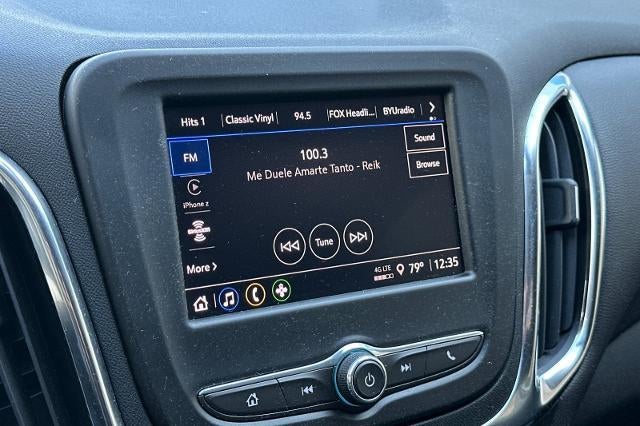 Hits 1 Classic Vinyl 94.5 FOX Headli... BYUradio
FM
100.3
Me Duele Amarte Tanto - Reik
Sound
Browse
iPhone z
Tune
More
4G LTE 79° 12:35